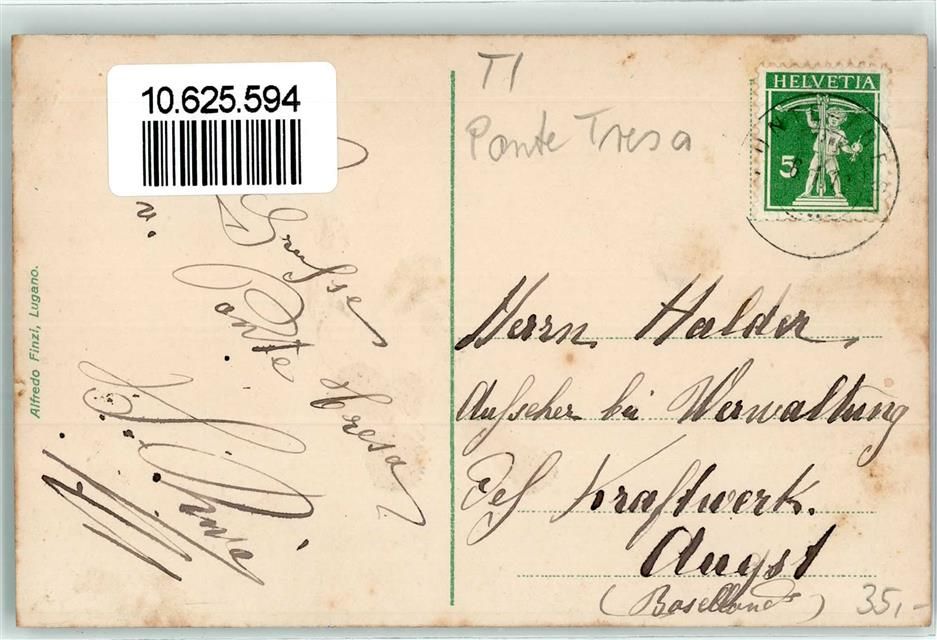 10.625.594
TI
Ponte Tresa
HELVETIA
5
Grüsse
Ponte Tresa
Alfredo Finzi, Lugano.
Herrn. Halder,
Aufseher bei Verwaltung
Des Kraftwerk.
Augst
(Baselland)
35,-